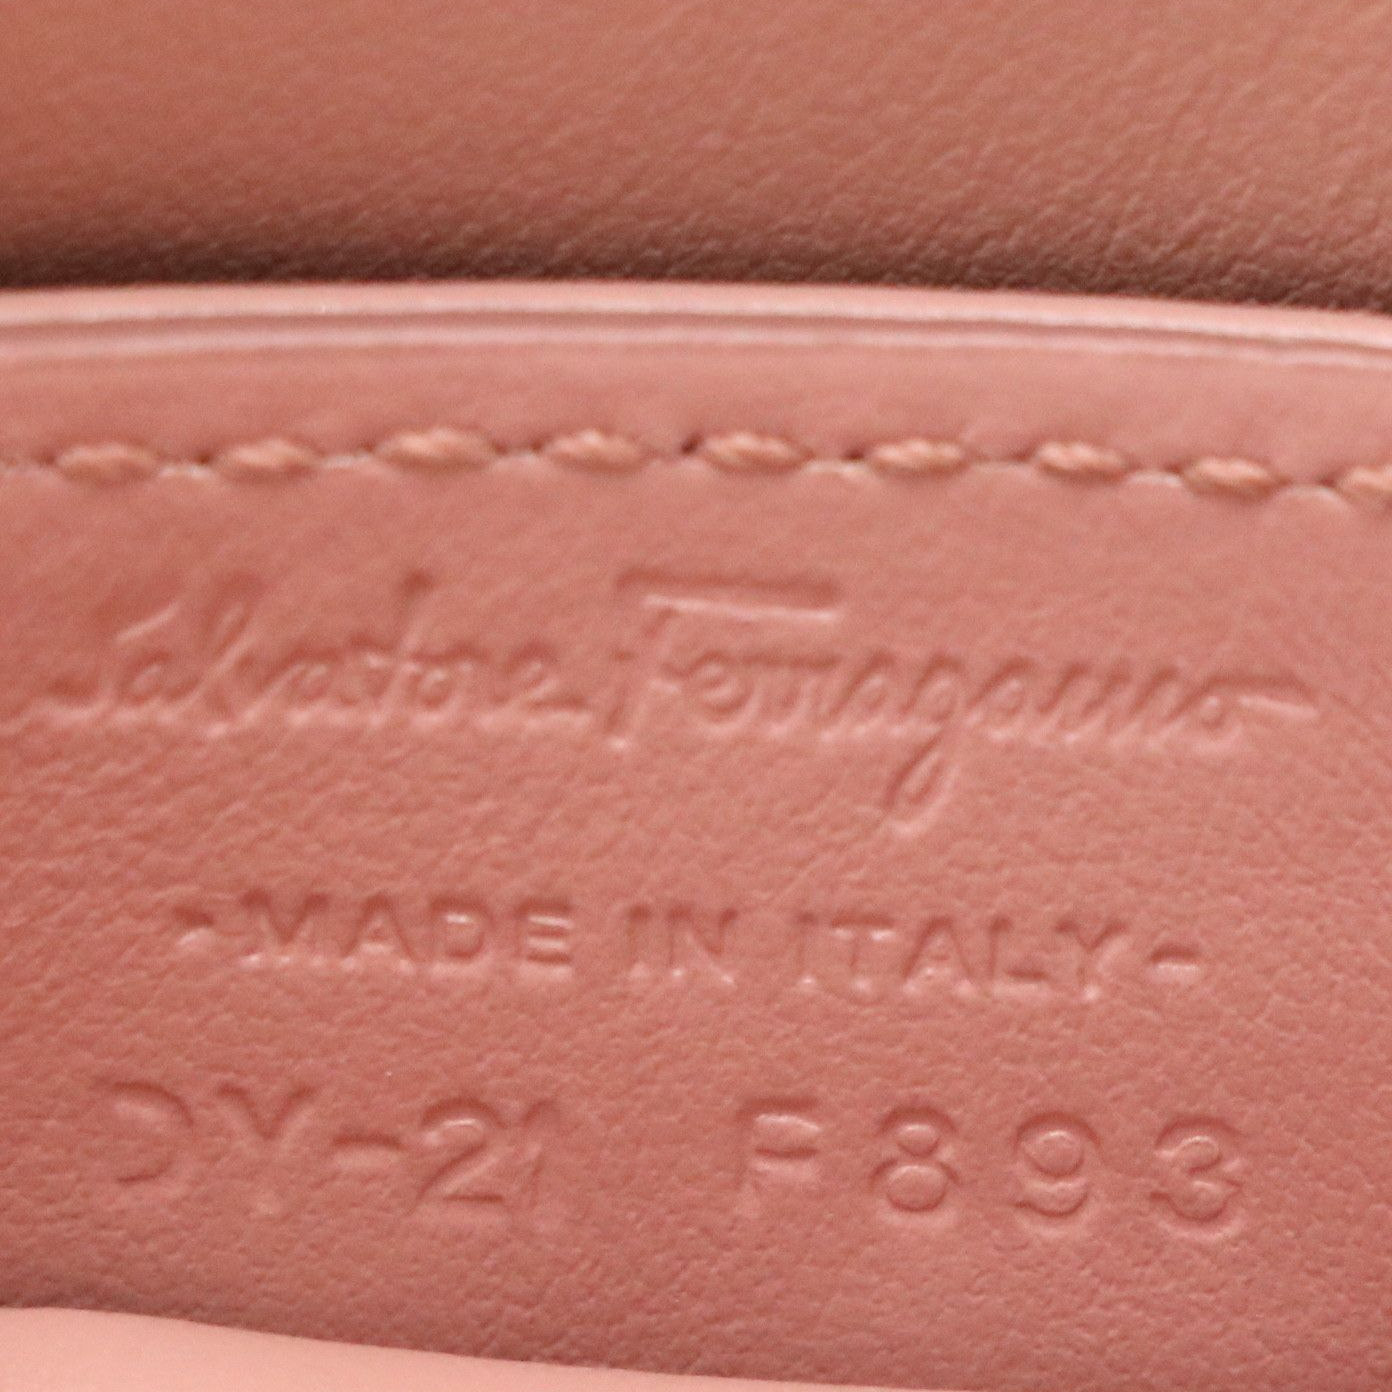 Salvatore Ferragamo
-MADE IN ITALY-
DY-21 F893